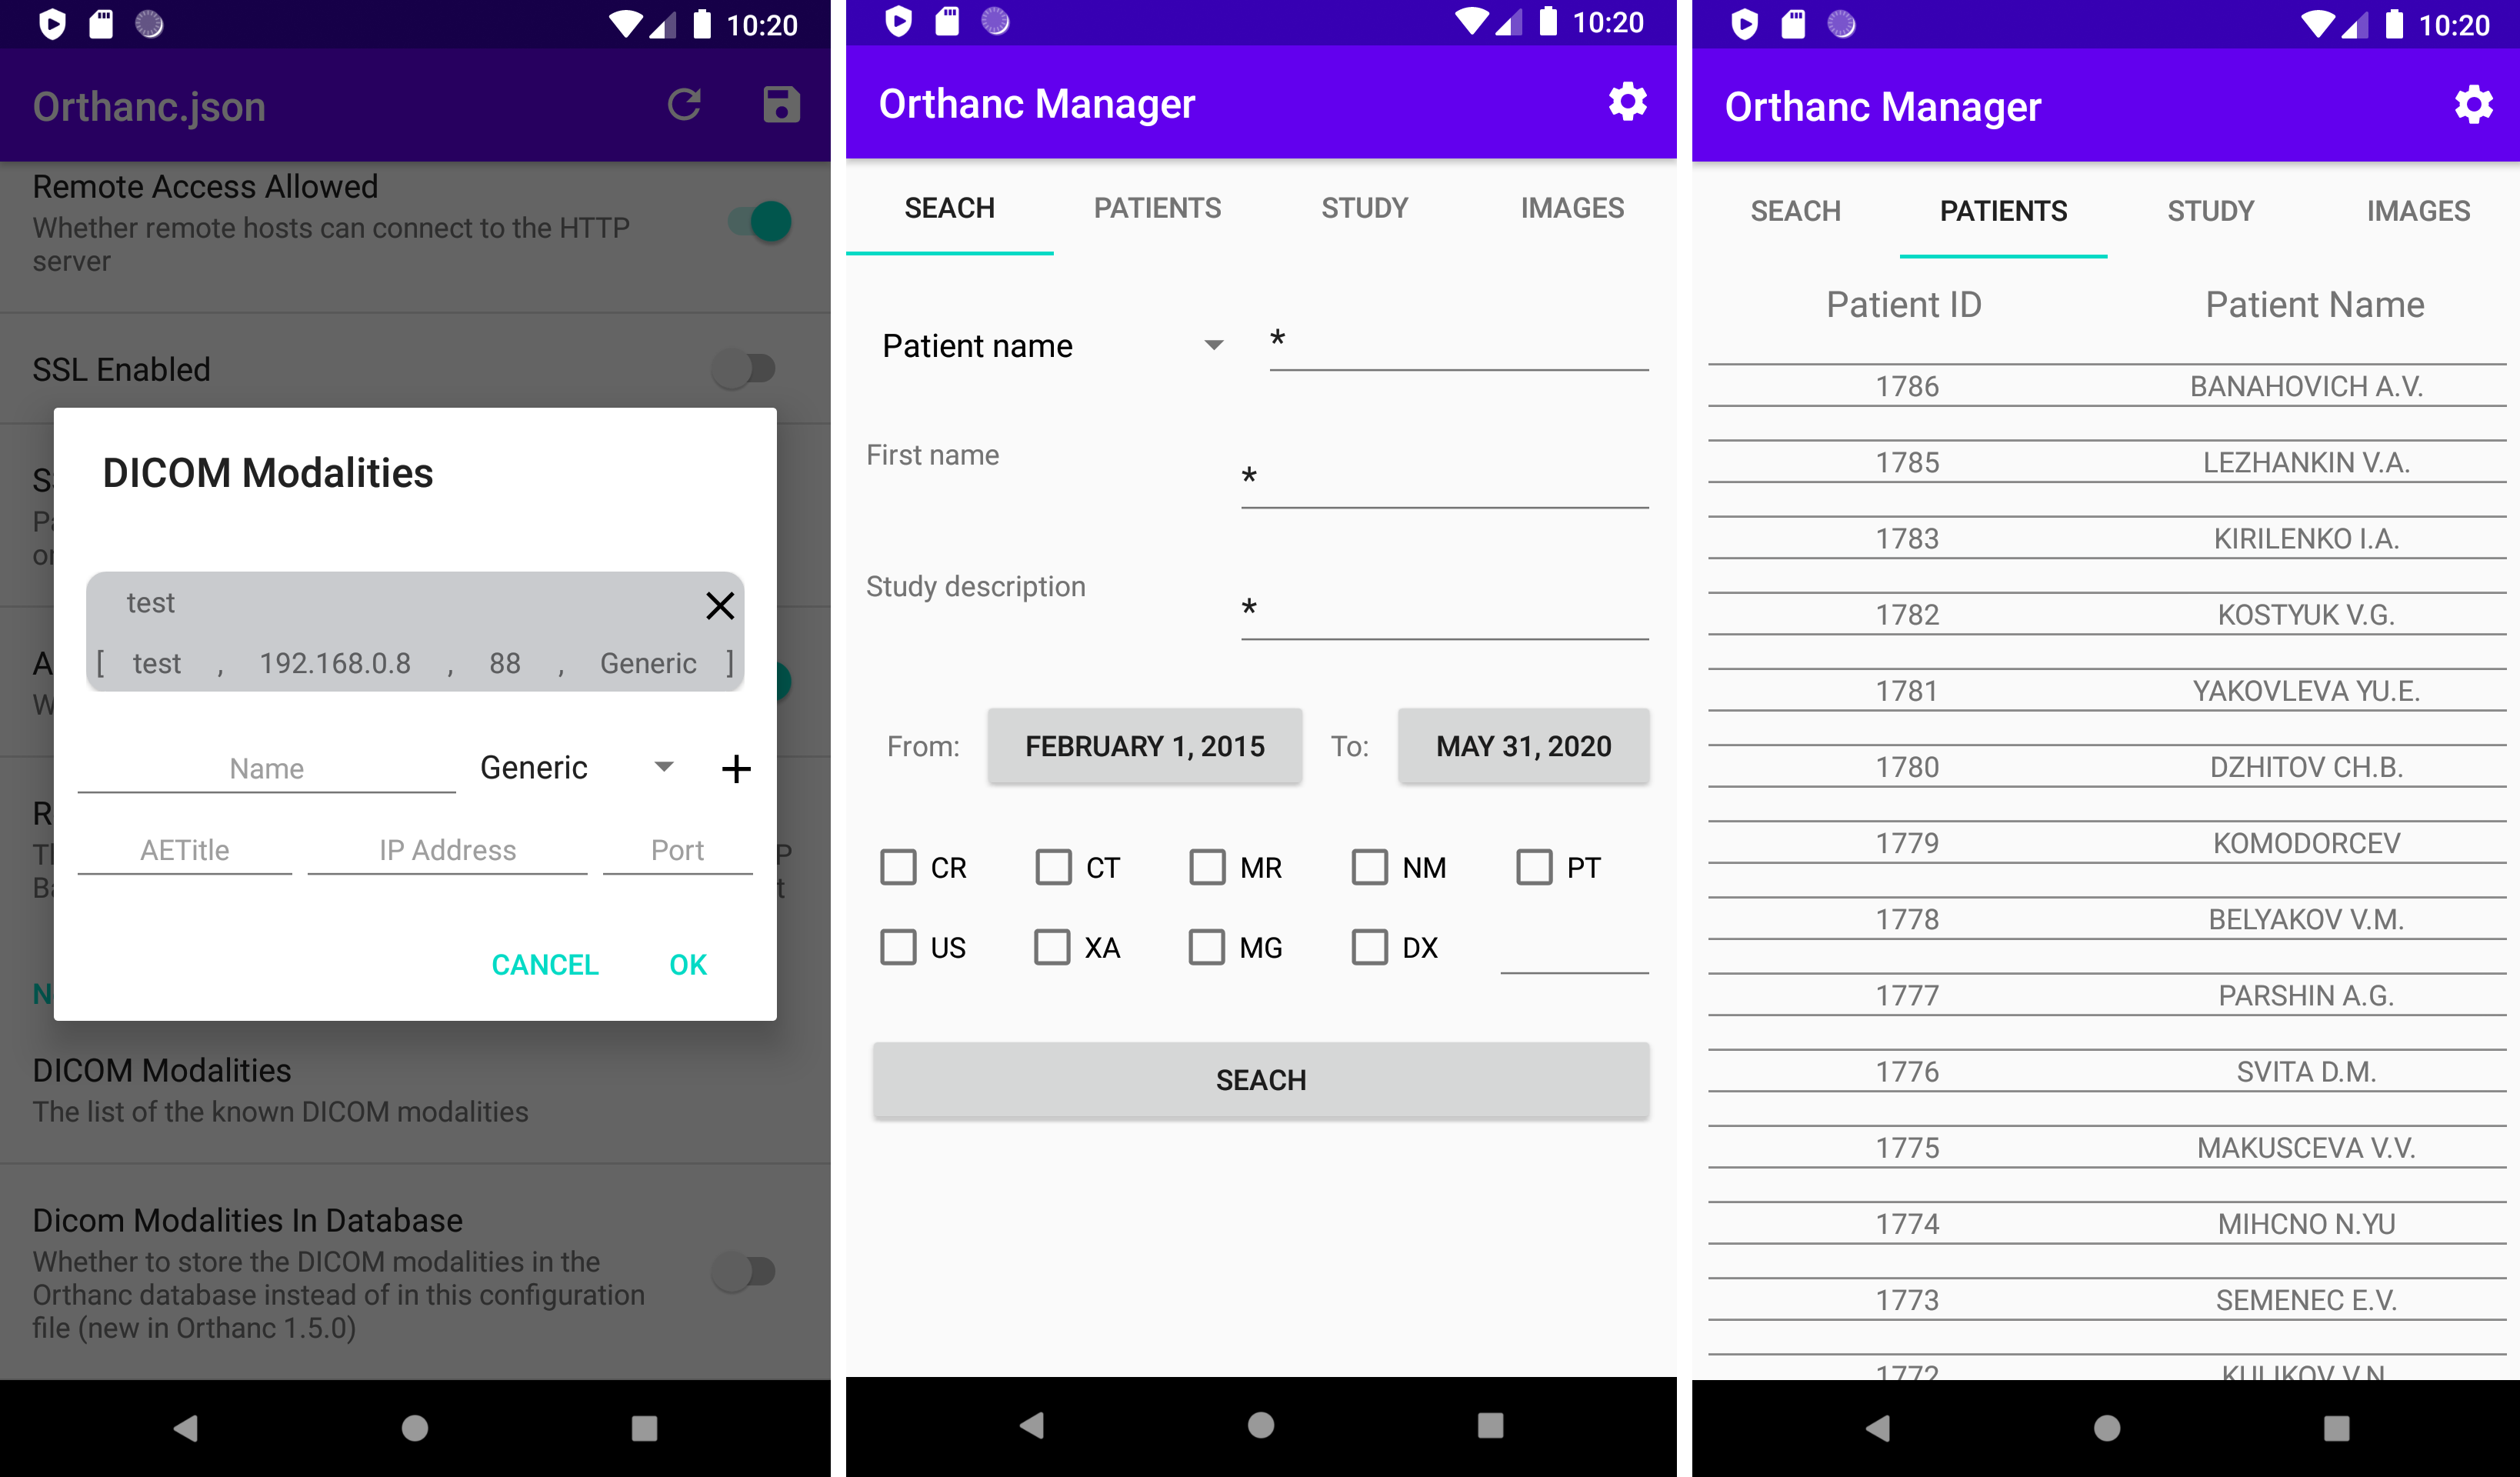 10:20
Orthanc.json
Remote Access Allowed
Whether remote hosts can connect to the HTTP
server
SSL Enabled
DICOM Modalities
test
[ test , 192.168.0.8 , 88 , Generic ]
Name Generic
AETitle IP Address Port
CANCEL OK
DICOM Modalities
The list of the known DICOM modalities
Dicom Modalities In Database
Whether to store the DICOM modalities in the
Orthanc database instead of in this configuration
file (new in Orthanc 1.5.0)
10:20
Orthanc Manager
SEACH PATIENTS STUDY IMAGES
Patient name *
First name
*
Study description
*
From: FEBRUARY 1, 2015 To: MAY 31, 2020
CR CT MR NM PT
US XA MG DX
SEACH
10:20
Orthanc Manager
SEACH PATIENTS STUDY IMAGES
Patient ID Patient Name
1786 BANAHOVICH A.V.
1785 LEZHANKIN V.A.
1783 KIRILENKO I.A.
1782 KOSTYUK V.G.
1781 YAKOVLEVA YU.E.
1780 DZHITOV CH.B.
1779 KOMODORCEV
1778 BELYAKOV V.M.
1777 PARSHIN A.G.
1776 SVITA D.M.
1775 MAKUSCEVA V.V.
1774 MIHCNO N.YU
1773 SEMENEC E.V.
1772 KULIKOV V.N.